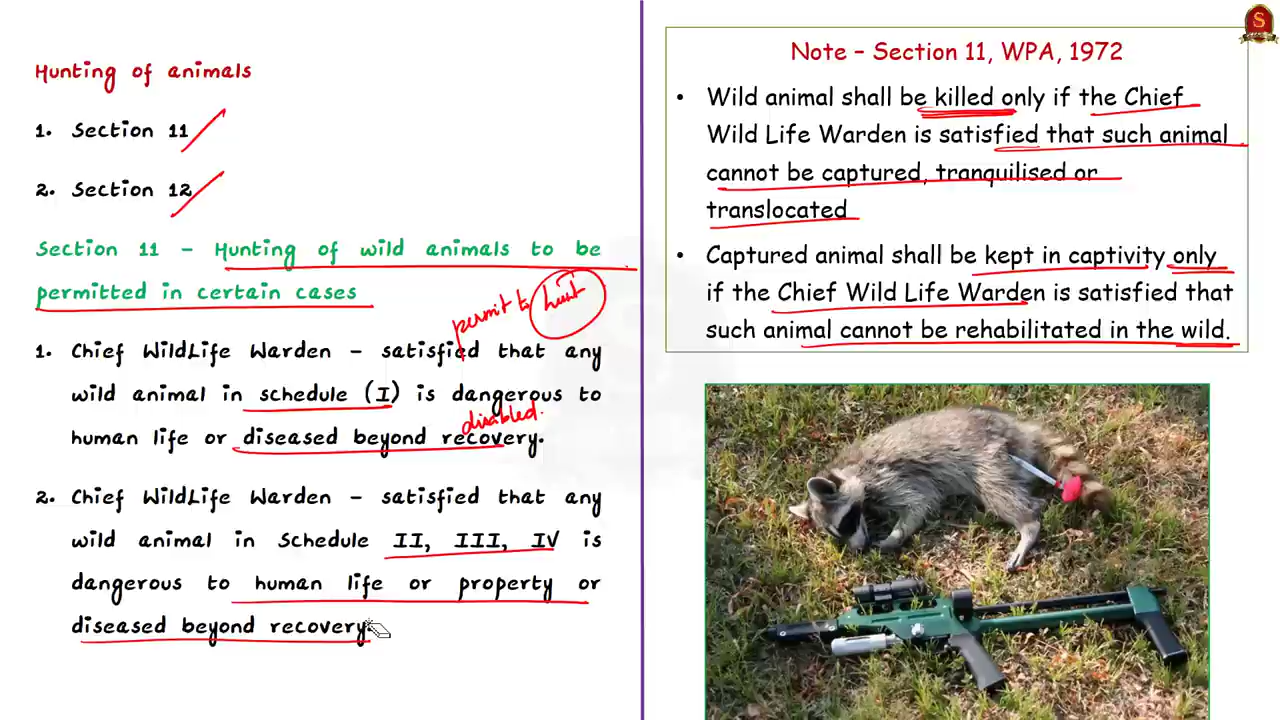 Hunting of animals
1. Section 11
2. Section 12
Section 11 - Hunting of wild animals to be
permitted in certain cases
permit to hunt
1. Chief WildLife Warden - satisfied that any
wild animal in schedule (I) is dangerous to
disabled.
human life or diseased beyond recovery.
2. Chief WildLife Warden - satisfied that any
wild animal in Schedule II, III, IV is
dangerous to human life or property or
diseased beyond recovery.
S
Note – Section 11, WPA, 1972
• Wild animal shall be killed only if the Chief
Wild Life Warden is satisfied that such animal
cannot be captured, tranquilised or
translocated
• Captured animal shall be kept in captivity only
if the Chief Wild Life Warden is satisfied that
such animal cannot be rehabilitated in the wild.